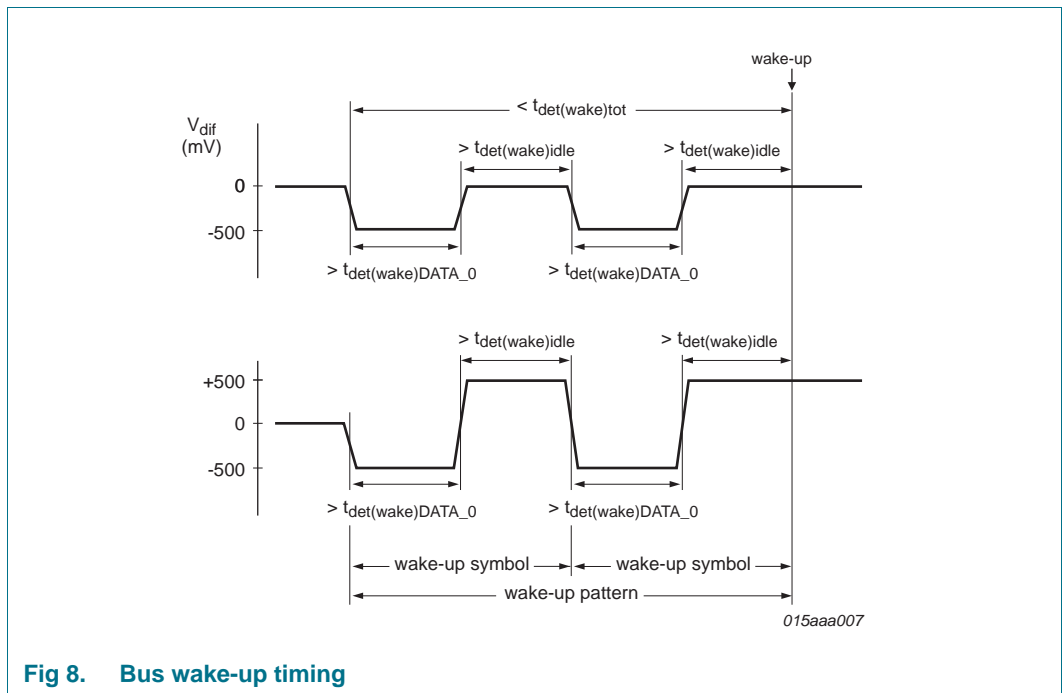 wake-up
< tdet(wake)tot
Vdif
(mV)
> tdet(wake)idle
> tdet(wake)idle
0
-500
> tdet(wake)DATA_0
> tdet(wake)DATA_0
> tdet(wake)idle
> tdet(wake)idle
+500
0
-500
> tdet(wake)DATA_0
> tdet(wake)DATA_0
wake-up symbol
wake-up symbol
wake-up pattern
015aaa007
Fig 8. Bus wake-up timing